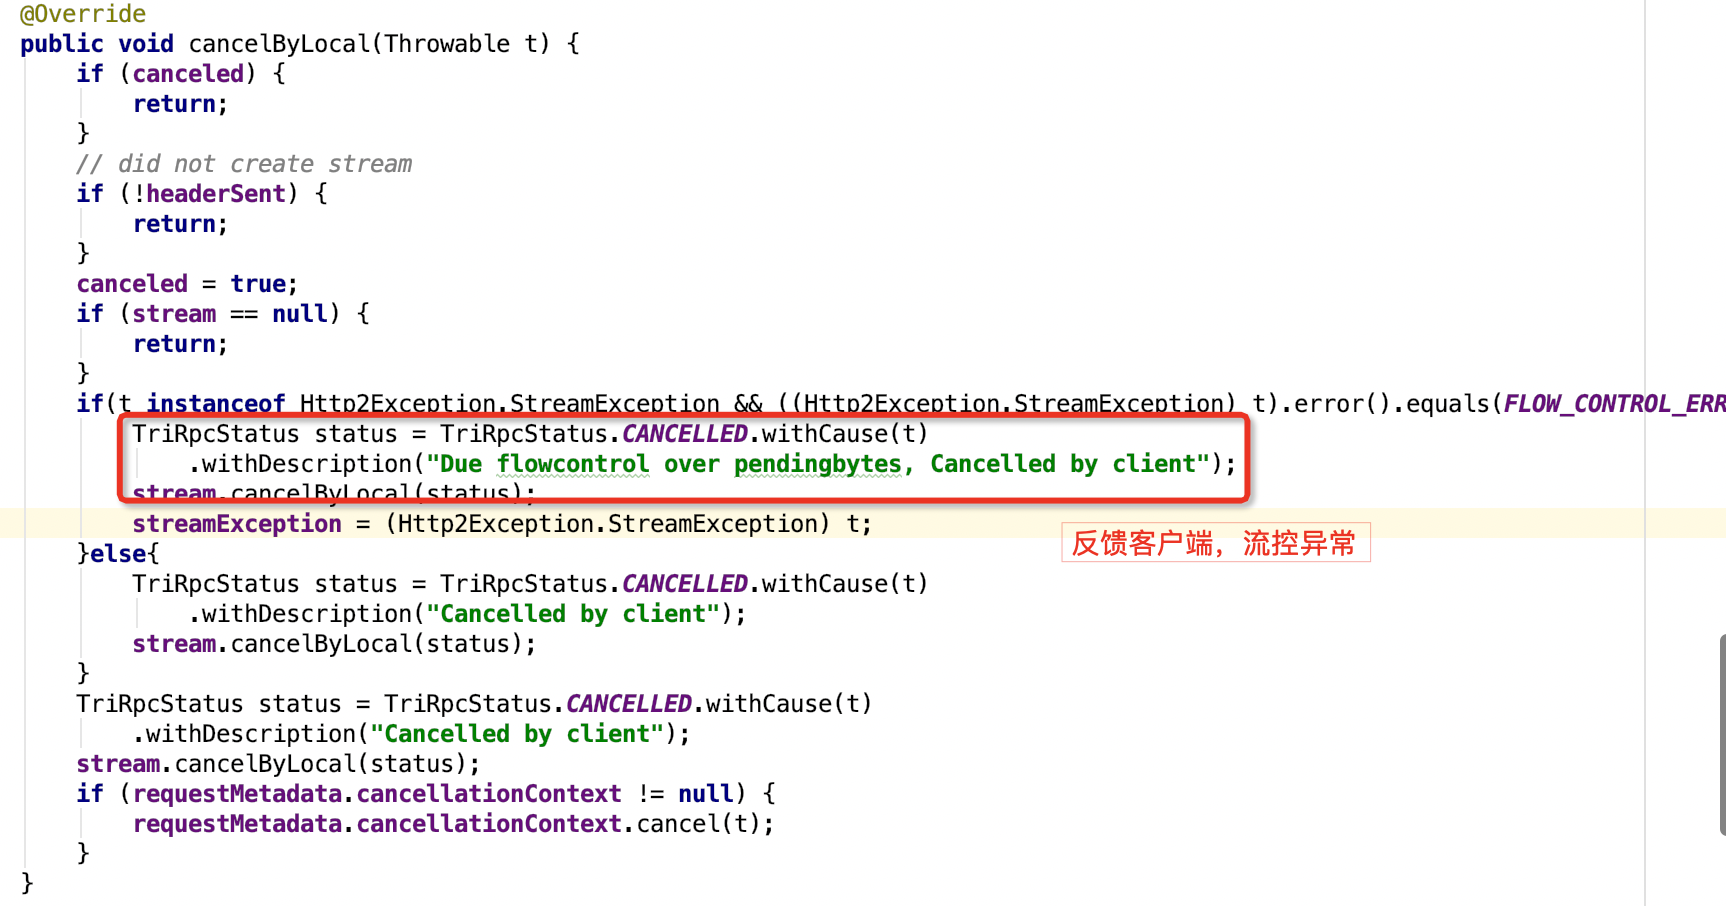 @Override
public void cancelByLocal(Throwable t) {
    if (canceled) {
        return;
    }
    // did not create stream
    if (!headerSent) {
        return;
    }
    canceled = true;
    if (stream == null) {
        return;
    }
    if(t instanceof Http2Exception.StreamException && ((Http2Exception.StreamException) t).error().equals(FLOW_CONTROL_ERR
        TriRpcStatus status = TriRpcStatus.CANCELLED.withCause(t)
            .withDescription("Due flowcontrol over pendingbytes, Cancelled by client");
        stream.cancelByLocal(status);
        streamException = (Http2Exception.StreamException) t;
反馈客户端，流控异常
    }else{
        TriRpcStatus status = TriRpcStatus.CANCELLED.withCause(t)
            .withDescription("Cancelled by client");
        stream.cancelByLocal(status);
    }
    TriRpcStatus status = TriRpcStatus.CANCELLED.withCause(t)
        .withDescription("Cancelled by client");
    stream.cancelByLocal(status);
    if (requestMetadata.cancellationContext != null) {
        requestMetadata.cancellationContext.cancel(t);
    }
}